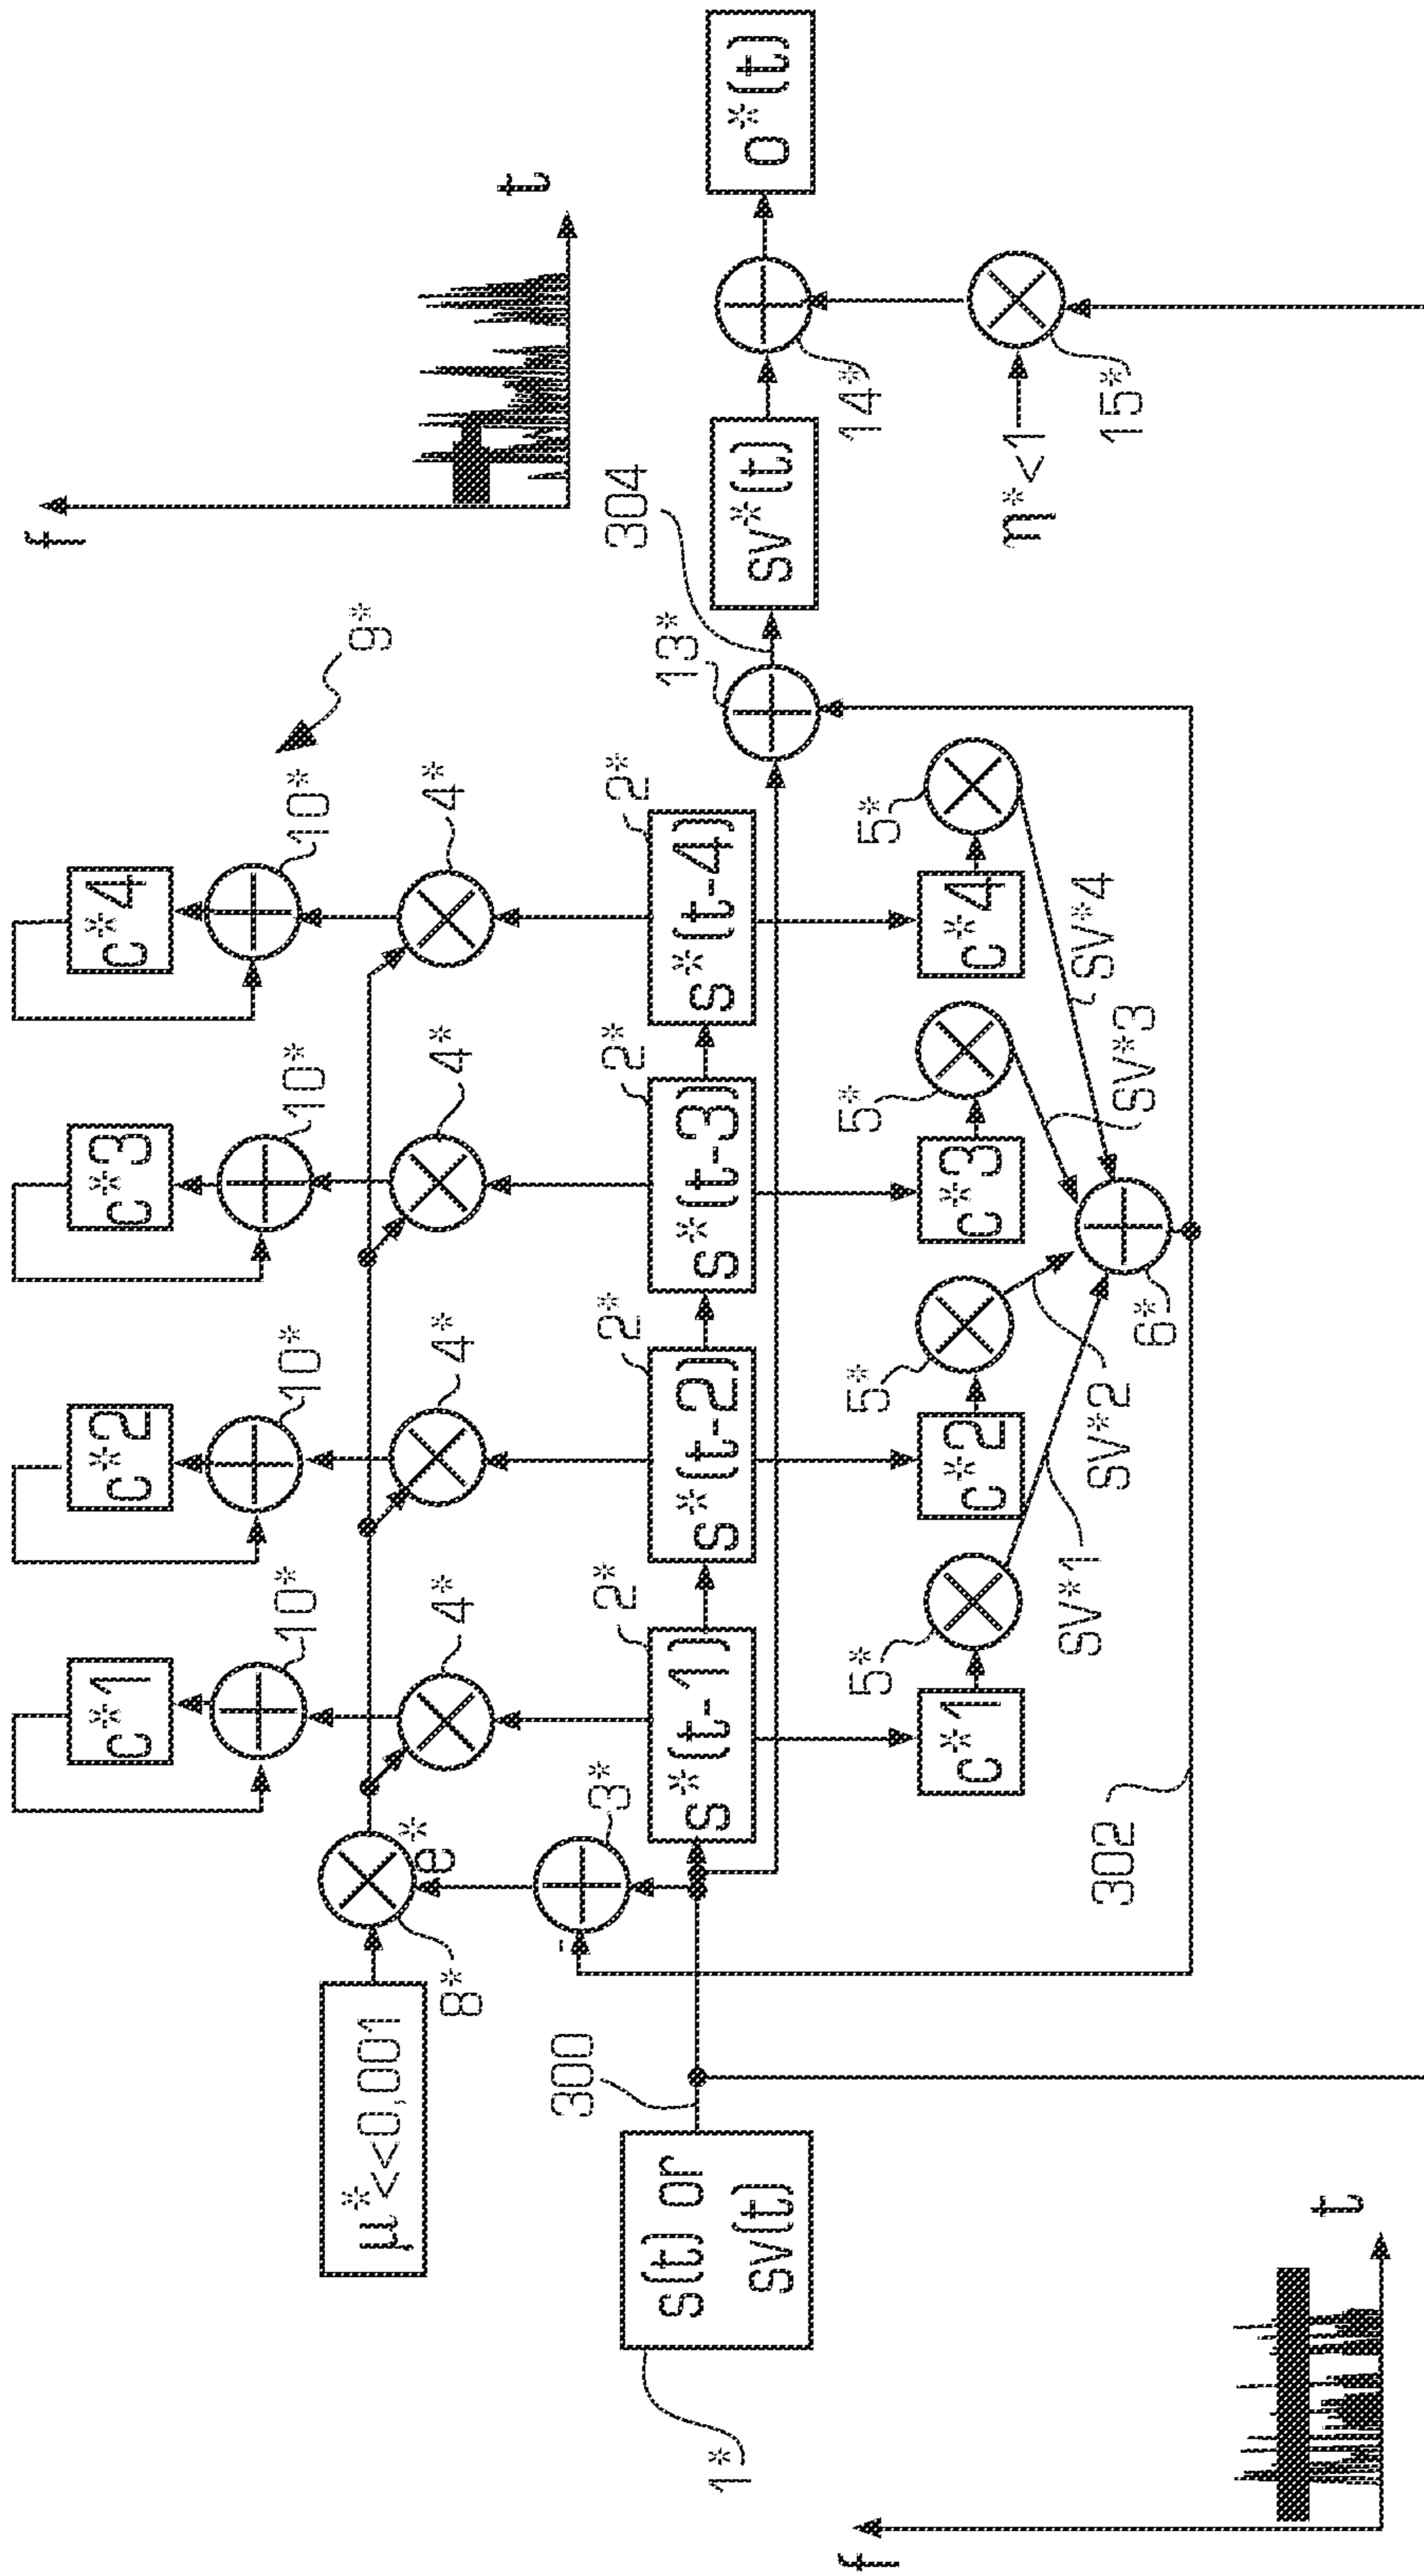 c*1
c*2
c*3
c*4
f
t
9*
10*
10*
10*
10*
µ*<<0,001
8*
e*
4*
4*
4*
4*
3*
300
2*
2*
2*
2*
13*
304
1*
s(t) or
sv(t)
s*(t-1)
s*(t-2)
s*(t-3)
s*(t-4)
sv*(t)
o*(t)
-
14*
5*
5*
5*
5*
c*1
c*2
c*3
c*4
η*<1
15*
302
SV*1
SV*2
SV*3
SV*4
6*
f
t